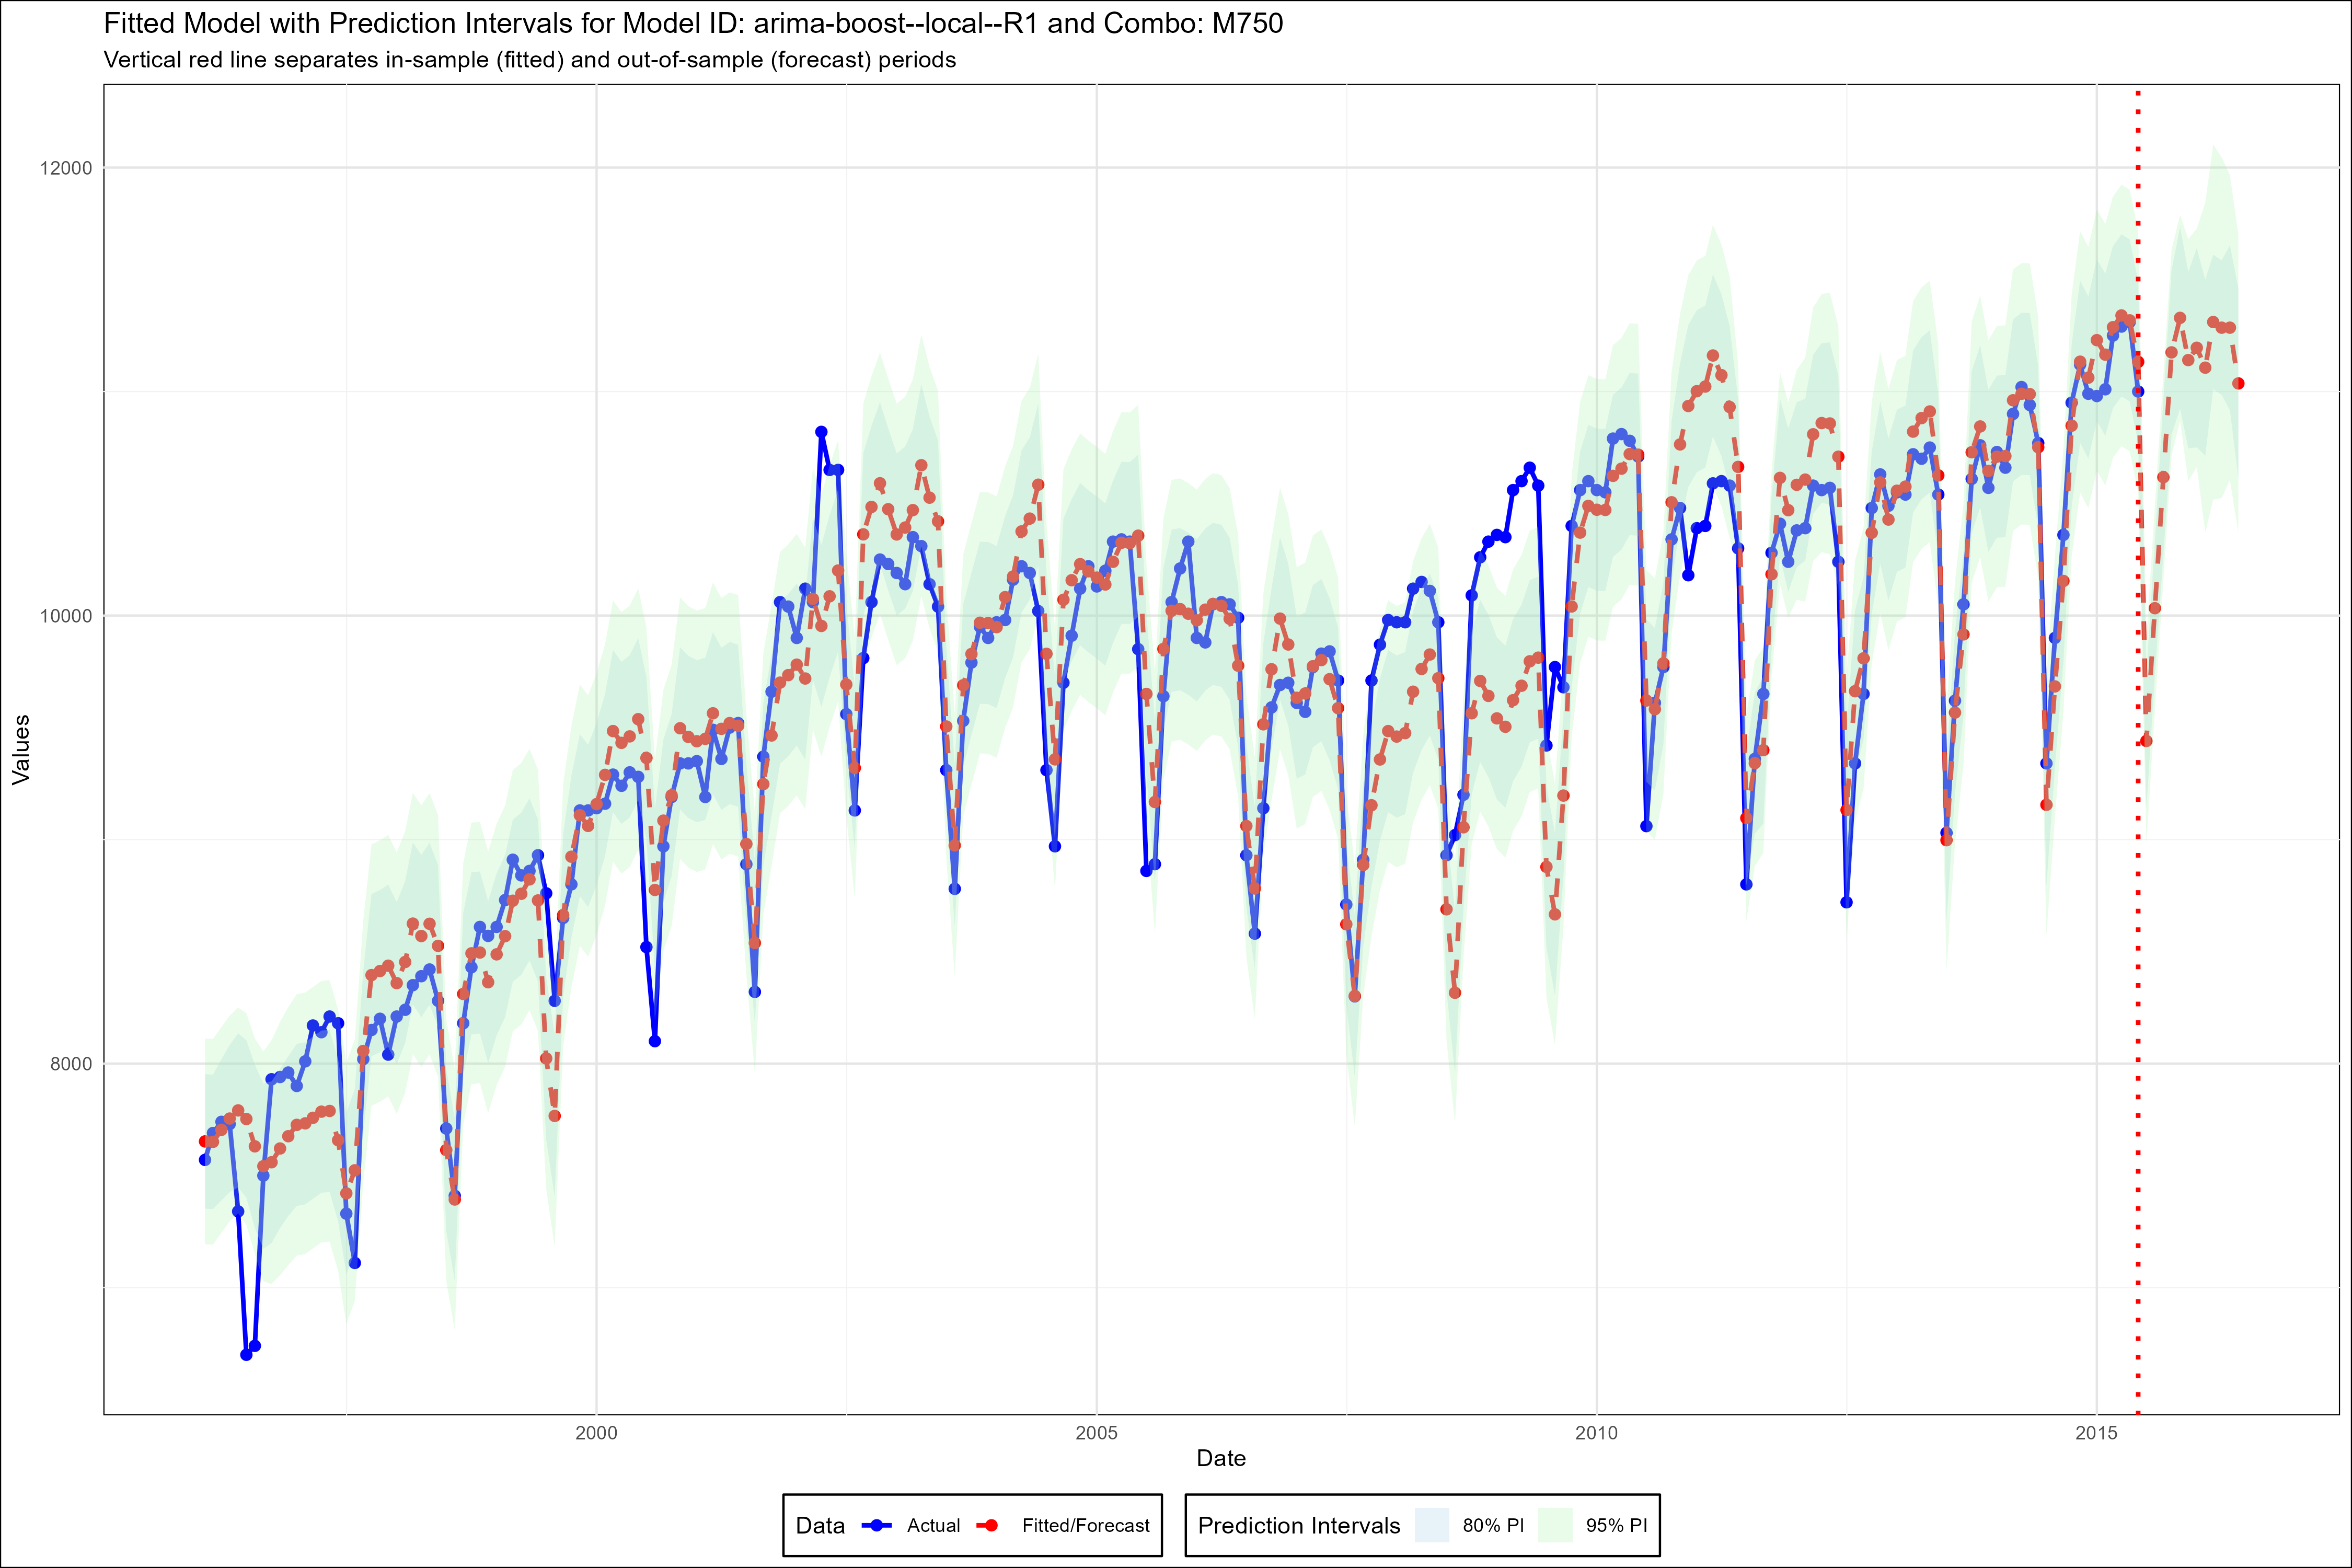 Fitted Model with Prediction Intervals for Model ID: arima-boost--local--R1 and Combo: M750
Vertical red line separates in-sample (fitted) and out-of-sample (forecast) periods
12000
10000
8000
Values
2000 2005 2010 2015
Date
Data Actual Fitted/Forecast Prediction Intervals 80% PI 95% PI